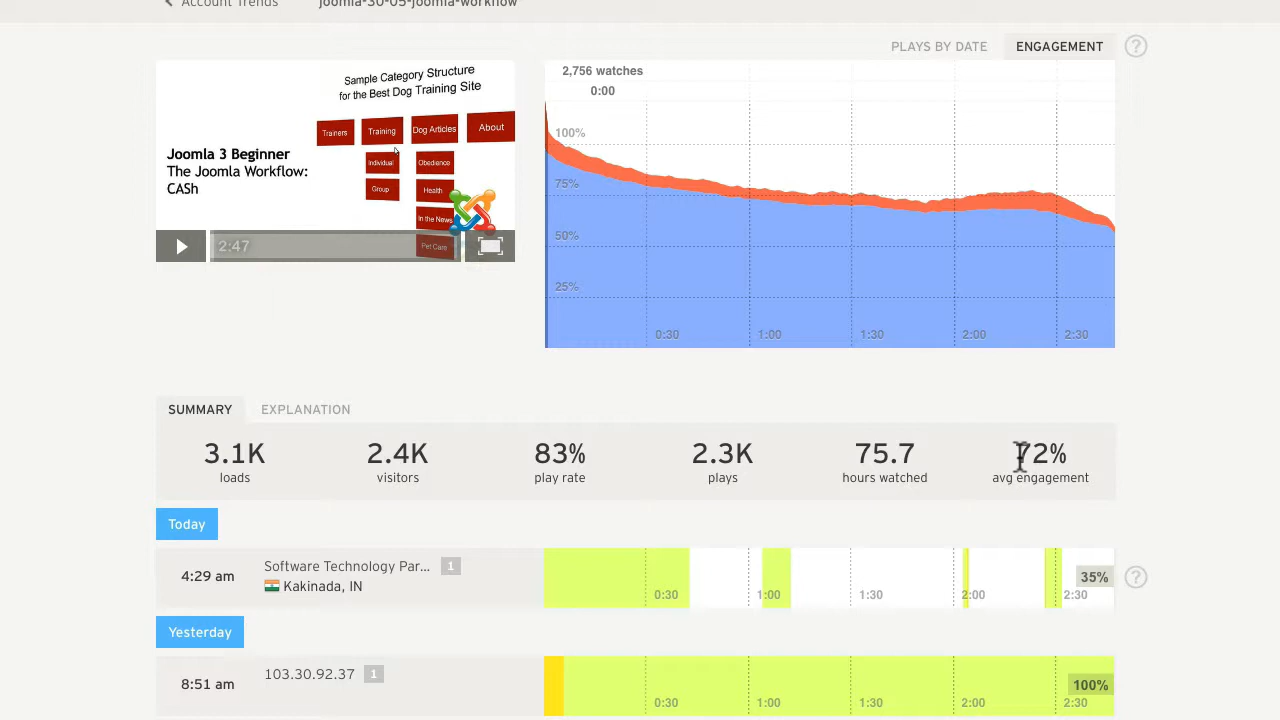 Account Trends
joomla-30-05-joomla-workflow
PLAYS BY DATE
ENGAGEMENT
?
Sample Category Structure
for the Best Dog Training Site
Trainers
Training
Dog Articles
About
Individual
Obedience
Group
Health
In the News
Pet Care
Joomla 3 Beginner
The Joomla Workflow:
CASh
2:47
2,756 watches
0:00
100%
75%
50%
25%
0:30
1:00
1:30
2:00
2:30
SUMMARY
EXPLANATION
3.1K
loads
2.4K
visitors
83%
play rate
2.3K
plays
75.7
hours watched
72%
avg engagement
Today
4:29 am
Software Technology Par...
1
Kakinada, IN
0:30
1:00
1:30
2:00
2:30
35%
?
Yesterday
8:51 am
103.30.92.37
1
0:30
1:00
1:30
2:00
2:30
100%